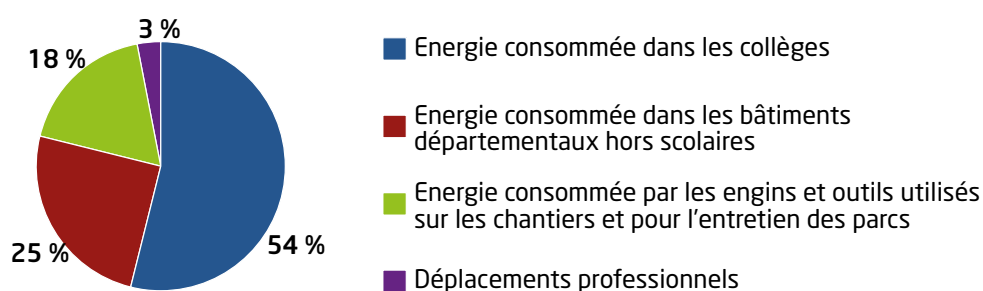 3 %
18 %
25 %
54 %
Energie consommée dans les collèges
Energie consommée dans les bâtiments
départementaux hors scolaires
Energie consommée par les engins et outils utilisés
sur les chantiers et pour l'entretien des parcs
Déplacements professionnels